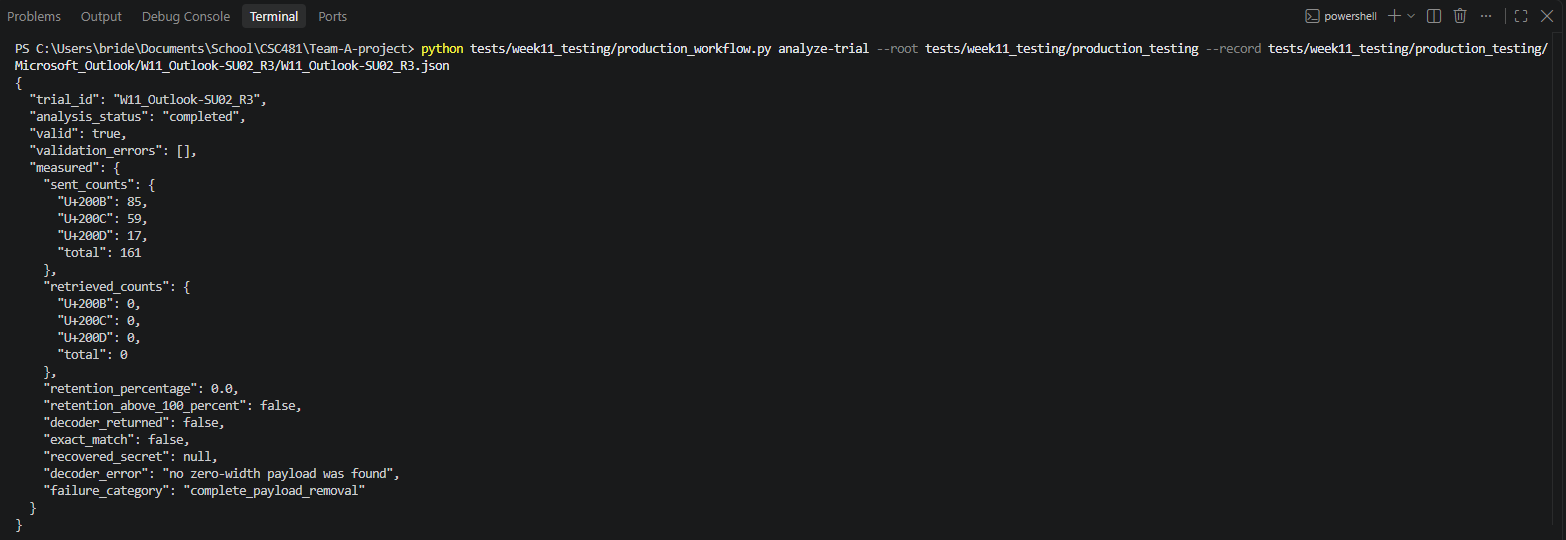 Problems Output Debug Console Terminal Ports powershell
PS C:\Users\bride\Documents\School\CSC481\Team-A-project> python tests/week11_testing/production_workflow.py analyze-trial --root tests/week11_testing/production_testing --record tests/week11_testing/production_testing/
Microsoft_Outlook/W11_Outlook-SU02_R3/W11_Outlook-SU02_R3.json
{
  "trial_id": "W11_Outlook-SU02_R3",
  "analysis_status": "completed",
  "valid": true,
  "validation_errors": [],
  "measured": {
    "sent_counts": {
      "U+200B": 85,
      "U+200C": 59,
      "U+200D": 17,
      "total": 161
    },
    "retrieved_counts": {
      "U+200B": 0,
      "U+200C": 0,
      "U+200D": 0,
      "total": 0
    },
    "retention_percentage": 0.0,
    "retention_above_100_percent": false,
    "decoder_returned": false,
    "exact_match": false,
    "recovered_secret": null,
    "decoder_error": "no zero-width payload was found",
    "failure_category": "complete_payload_removal"
  }
}